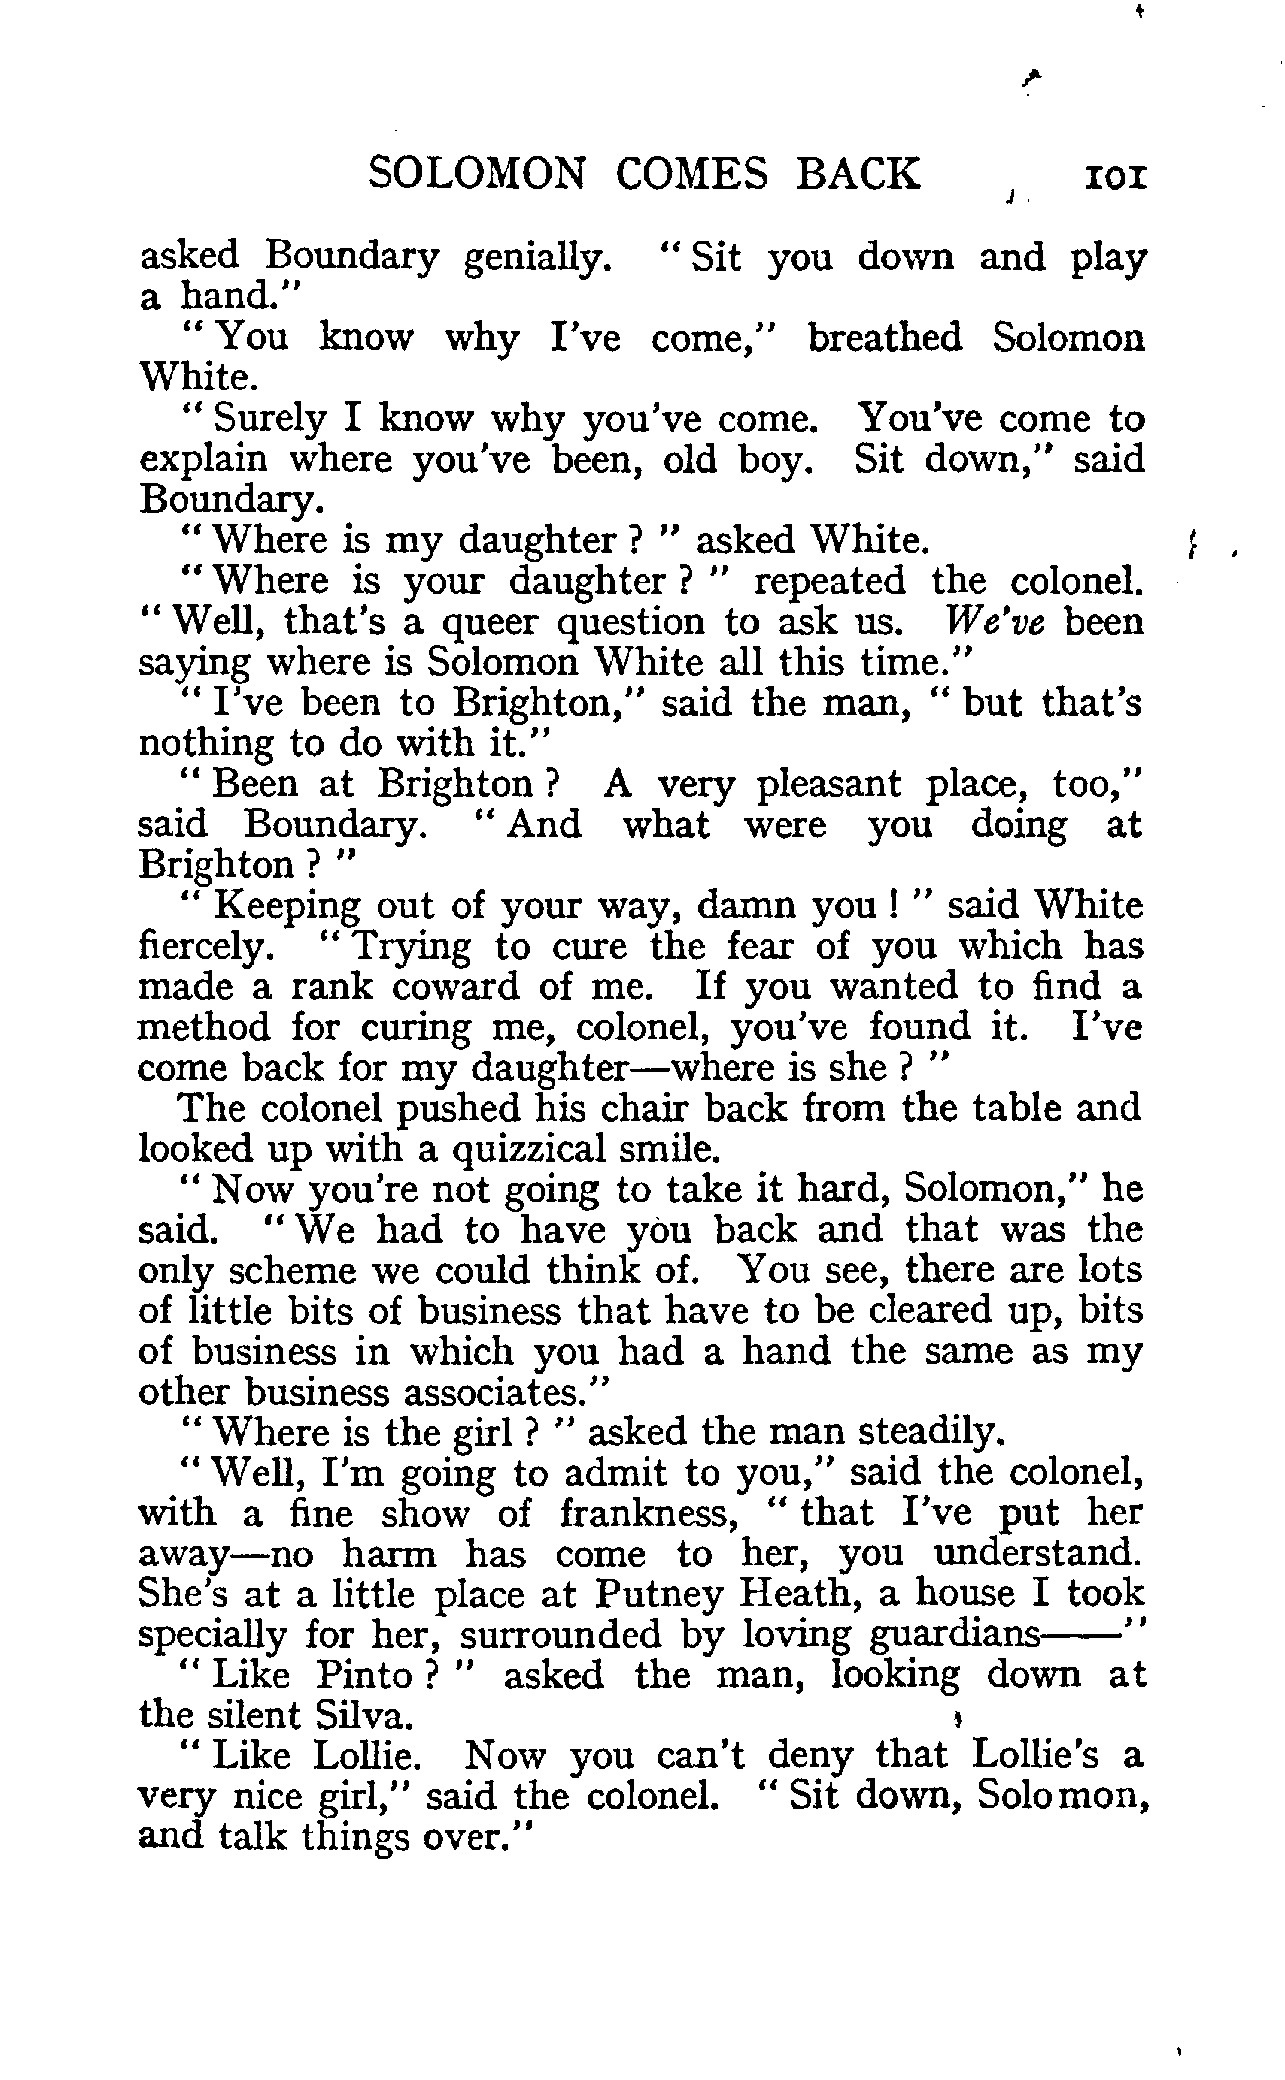 SOLOMON COMES BACK 101
asked Boundary genially. " Sit you down and play
a hand."
" You know why I've come," breathed Solomon
White.
" Surely I know why you've come. You've come to
explain where you've been, old boy. Sit down," said
Boundary.
" Where is my daughter ? " asked White.
" Where is your daughter ? " repeated the colonel.
" Well, that's a queer question to ask us. We've been
saying where is Solomon White all this time."
" I've been to Brighton," said the man, " but that's
nothing to do with it."
" Been at Brighton ? A very pleasant place, too,"
said Boundary. " And what were you doing at
Brighton ? "
" Keeping out of your way, damn you ! " said White
fiercely. " Trying to cure the fear of you which has
made a rank coward of me. If you wanted to find a
method for curing me, colonel, you've found it. I've
come back for my daughter—where is she ? "
The colonel pushed his chair back from the table and
looked up with a quizzical smile.
" Now you're not going to take it hard, Solomon," he
said. " We had to have you back and that was the
only scheme we could think of. You see, there are lots
of little bits of business that have to be cleared up, bits
of business in which you had a hand the same as my
other business associates."
" Where is the girl ? " asked the man steadily.
" Well, I'm going to admit to you," said the colonel,
with a fine show of frankness, " that I've put her
away—no harm has come to her, you understand.
She's at a little place at Putney Heath, a house I took
specially for her, surrounded by loving guardians——"
" Like Pinto ? " asked the man, looking down at
the silent Silva.
" Like Lollie. Now you can't deny that Lollie's a
very nice girl," said the colonel. " Sit down, Solomon,
and talk things over."